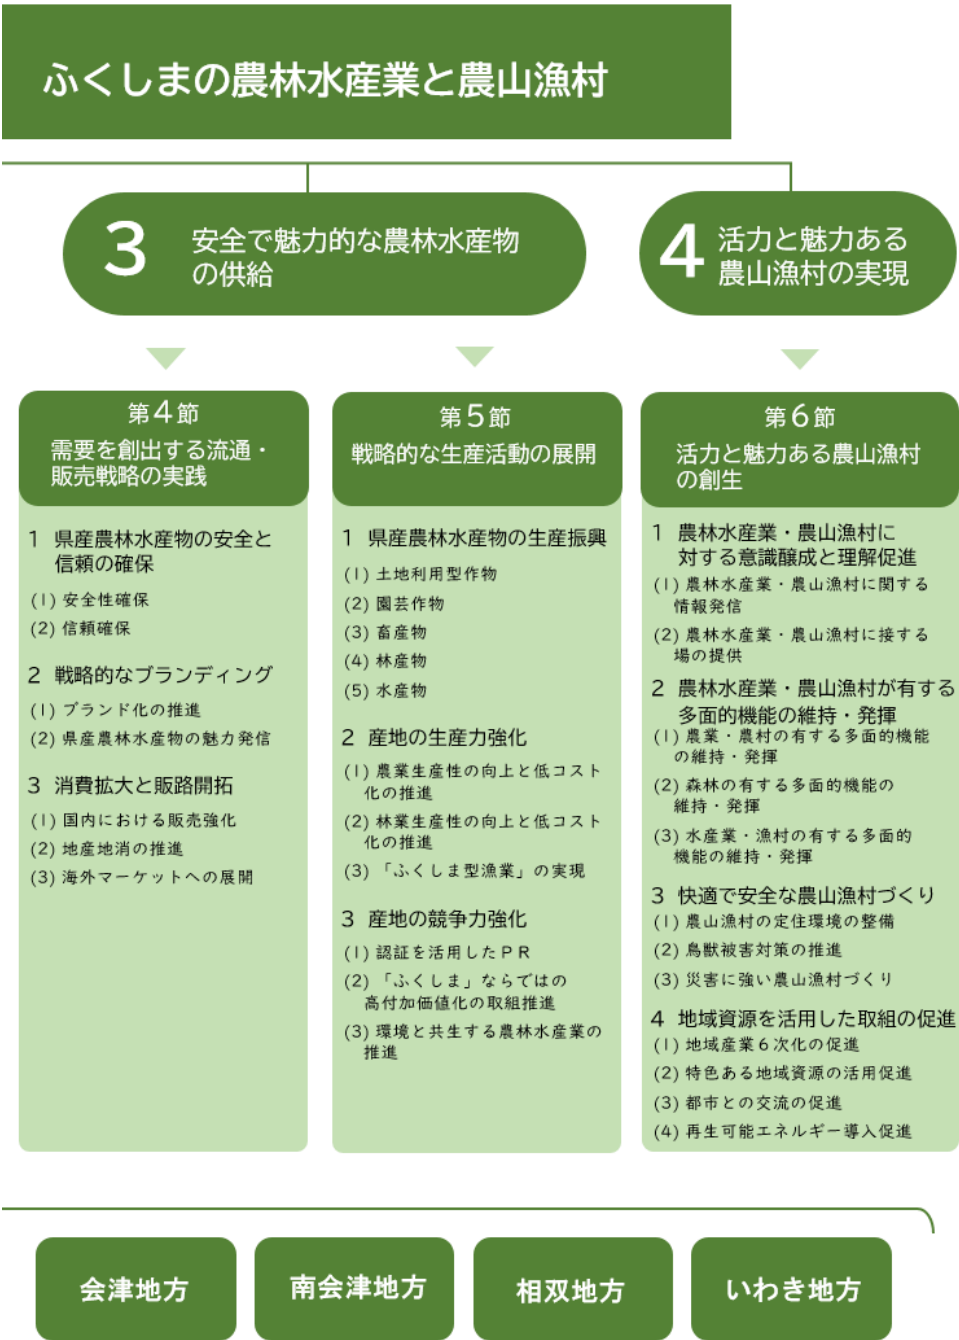 ふくしまの農林水産業と農山漁村
3
安全で魅力的な農林水産物
の供給
4
活力と魅力ある
農山漁村の実現
第4節
需要を創出する流通・
販売戦略の実践
1 県産農林水産物の安全と
信頼の確保
(1) 安全性確保
(2) 信頼確保
2 戦略的なブランディング
(1) ブランド化の推進
(2) 県産農林水産物の魅力発信
3 消費拡大と販路開拓
(1) 国内における販売強化
(2) 地産地消の推進
(3) 海外マーケットへの展開
第5節
戦略的な生産活動の展開
1 県産農林水産物の生産振興
(1) 土地利用型作物
(2) 園芸作物
(3) 畜産物
(4) 林産物
(5) 水産物
2 産地の生産力強化
(1) 農業生産性の向上と低コスト
化の推進
(2) 林業生産性の向上と低コスト
化の推進
(3) 「ふくしま型漁業」の実現
3 産地の競争力強化
(1) 認証を活用したPR
(2) 「ふくしま」ならではの
高付加価値化の取組推進
(3) 環境と共生する農林水産業の
推進
第6節
活力と魅力ある農山漁村
の創生
1 農林水産業・農山漁村に
対する意識醸成と理解促進
(1) 農林水産業・農山漁村に関する
情報発信
(2) 農林水産業・農山漁村に接する
場の提供
2 農林水産業・農山漁村が有する
多面的機能の維持・発揮
(1) 農業・農村の有する多面的機能
の維持・発揮
(2) 森林の有する多面的機能の
維持・発揮
(3) 水産業・漁村の有する多面的
機能の維持・発揮
3 快適で安全な農山漁村づくり
(1) 農山漁村の定住環境の整備
(2) 鳥獣被害対策の推進
(3) 災害に強い農山漁村づくり
4 地域資源を活用した取組の促進
(1) 地域産業6次化の促進
(2) 特色ある地域資源の活用促進
(3) 都市との交流の促進
(4) 再生可能エネルギー導入促進
会津地方
南会津地方
相双地方
いわき地方